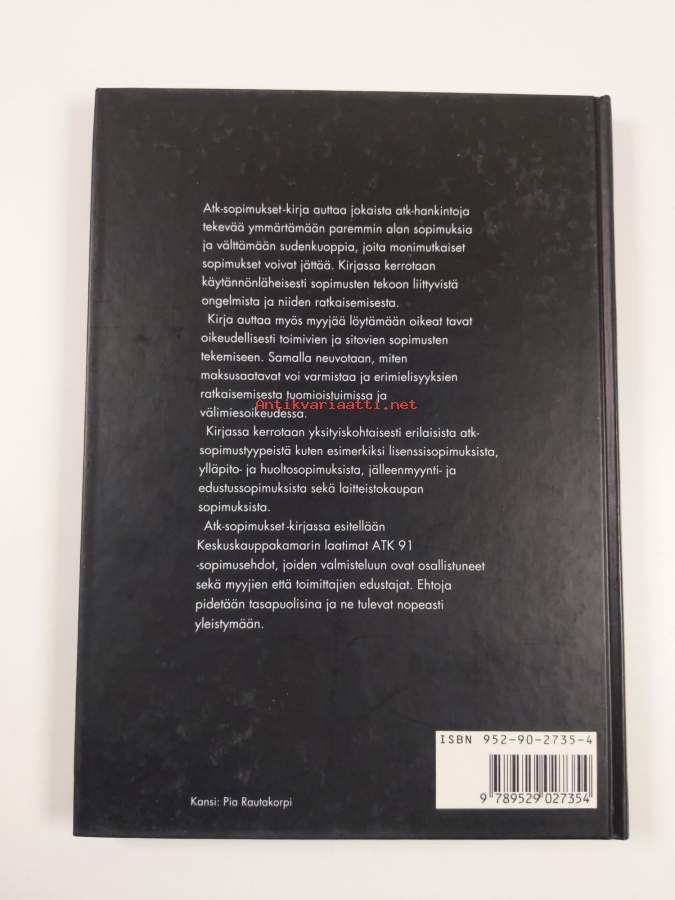 Atk-sopimukset-kirja auttaa jokaista atk-hankintoja
tekevää ymmärtämään paremmin alan sopimuksia
ja välttämään sudenkuoppia, joita monimutkaiset
sopimukset voivat jättää. Kirjassa kerrotaan
käytännönläheisesti sopimusten tekoon liittyvistä
ongelmista ja niiden ratkaisemisesta.
Kirja auttaa myös myyjää löytämään oikeat tavat
oikeudellisesti toimivien ja sitovien sopimusten
tekemiseen. Samalla neuvotaan, miten
maksusaatavat voi varmistaa ja erimielisyyksien
ratkaisemisesta tuomioistuimissa ja
Antikvariaatti.net
välimiesoikeudessa.
Kirjassa kerrotaan yksityiskohtaisesti erilaisista atk-
sopimustyypeistä kuten esimerkiksi lisenssisopimuksista,
ylläpito- ja huoltosopimuksista, jälleenmyynti- ja
edustussopimuksista sekä laitteistokaupan
sopimuksista.
Atk-sopimukset-kirjassa esitellään
Keskuskauppakamarin laatimat ATK 91
-sopimusehdot, joiden valmisteluun ovat osallistuneet
sekä myyjien että toimittajien edustajat. Ehtoja
pidetään tasapuolisina ja ne tulevat nopeasti
yleistymään.
ISBN 952-90-2735-4
9 789529 027354
Kansi: Pia Rautakorpi